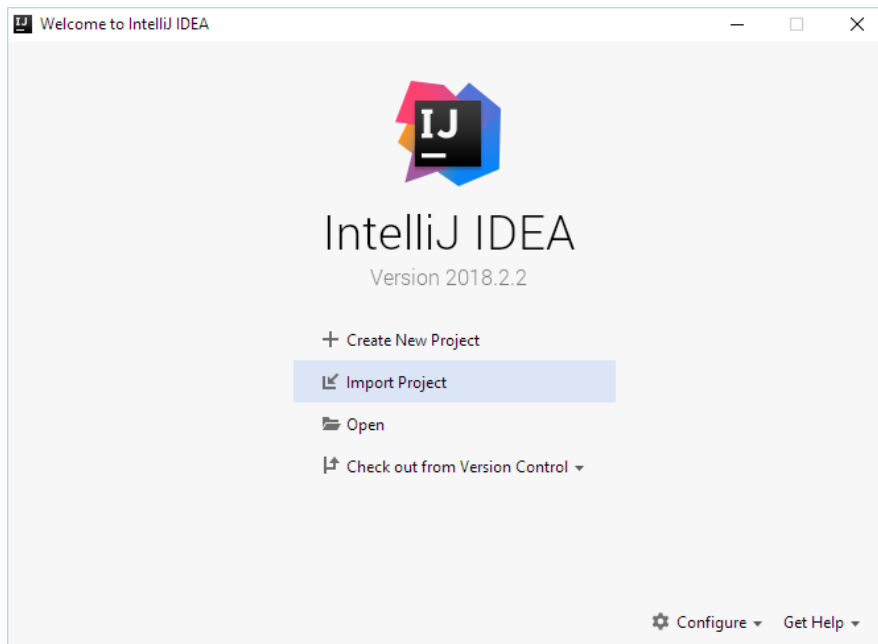 Welcome to IntelliJ IDEA
IJ
IntelliJ IDEA
Version 2018.2.2
Create New Project
Import Project
Open
Check out from Version Control
Configure Get Help